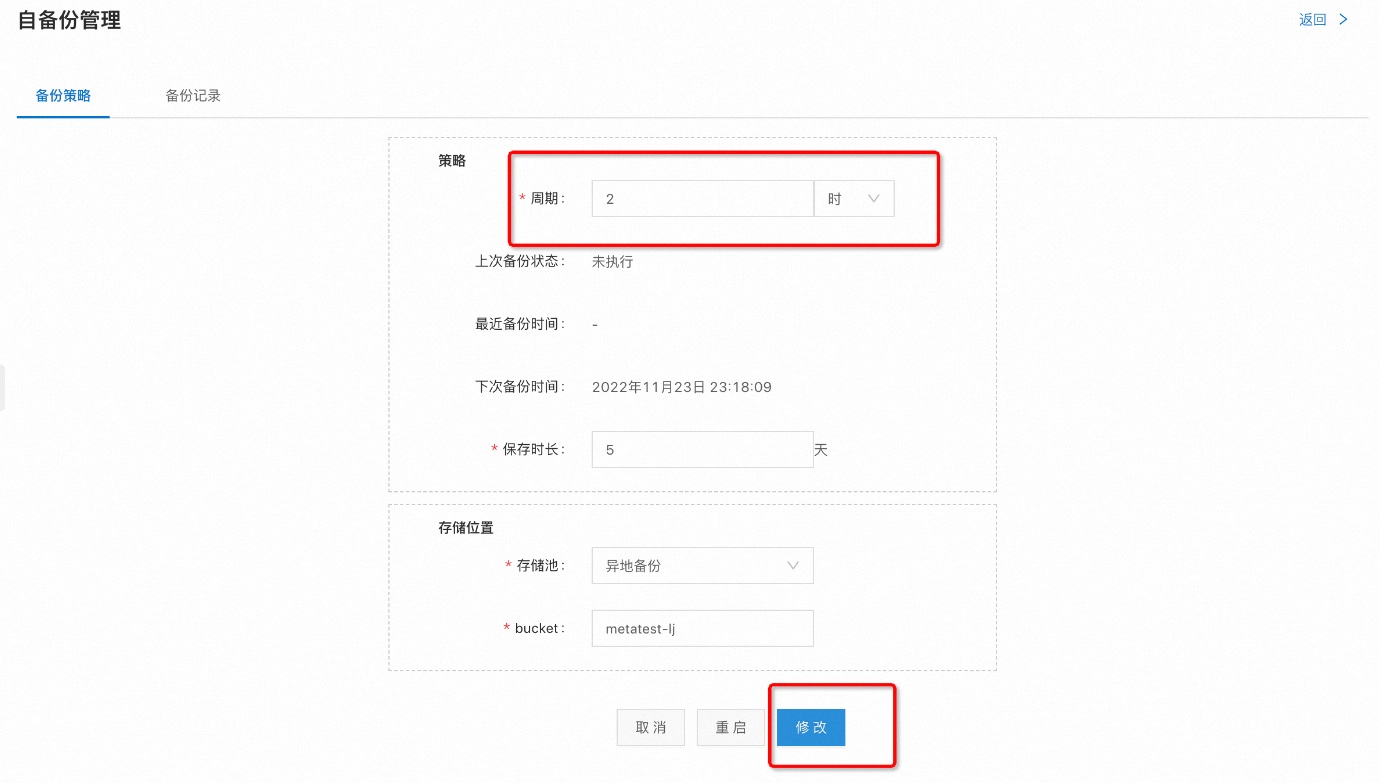 自备份管理
返回
备份策略 备份记录
策略
* 周期： 2 时
上次备份状态： 未执行
最近备份时间： -
下次备份时间： 2022年11月23日 23:18:09
* 保存时长： 5 天
存储位置
* 存储池： 异地备份
* bucket： metatest-lj
取 消 重 启 修 改